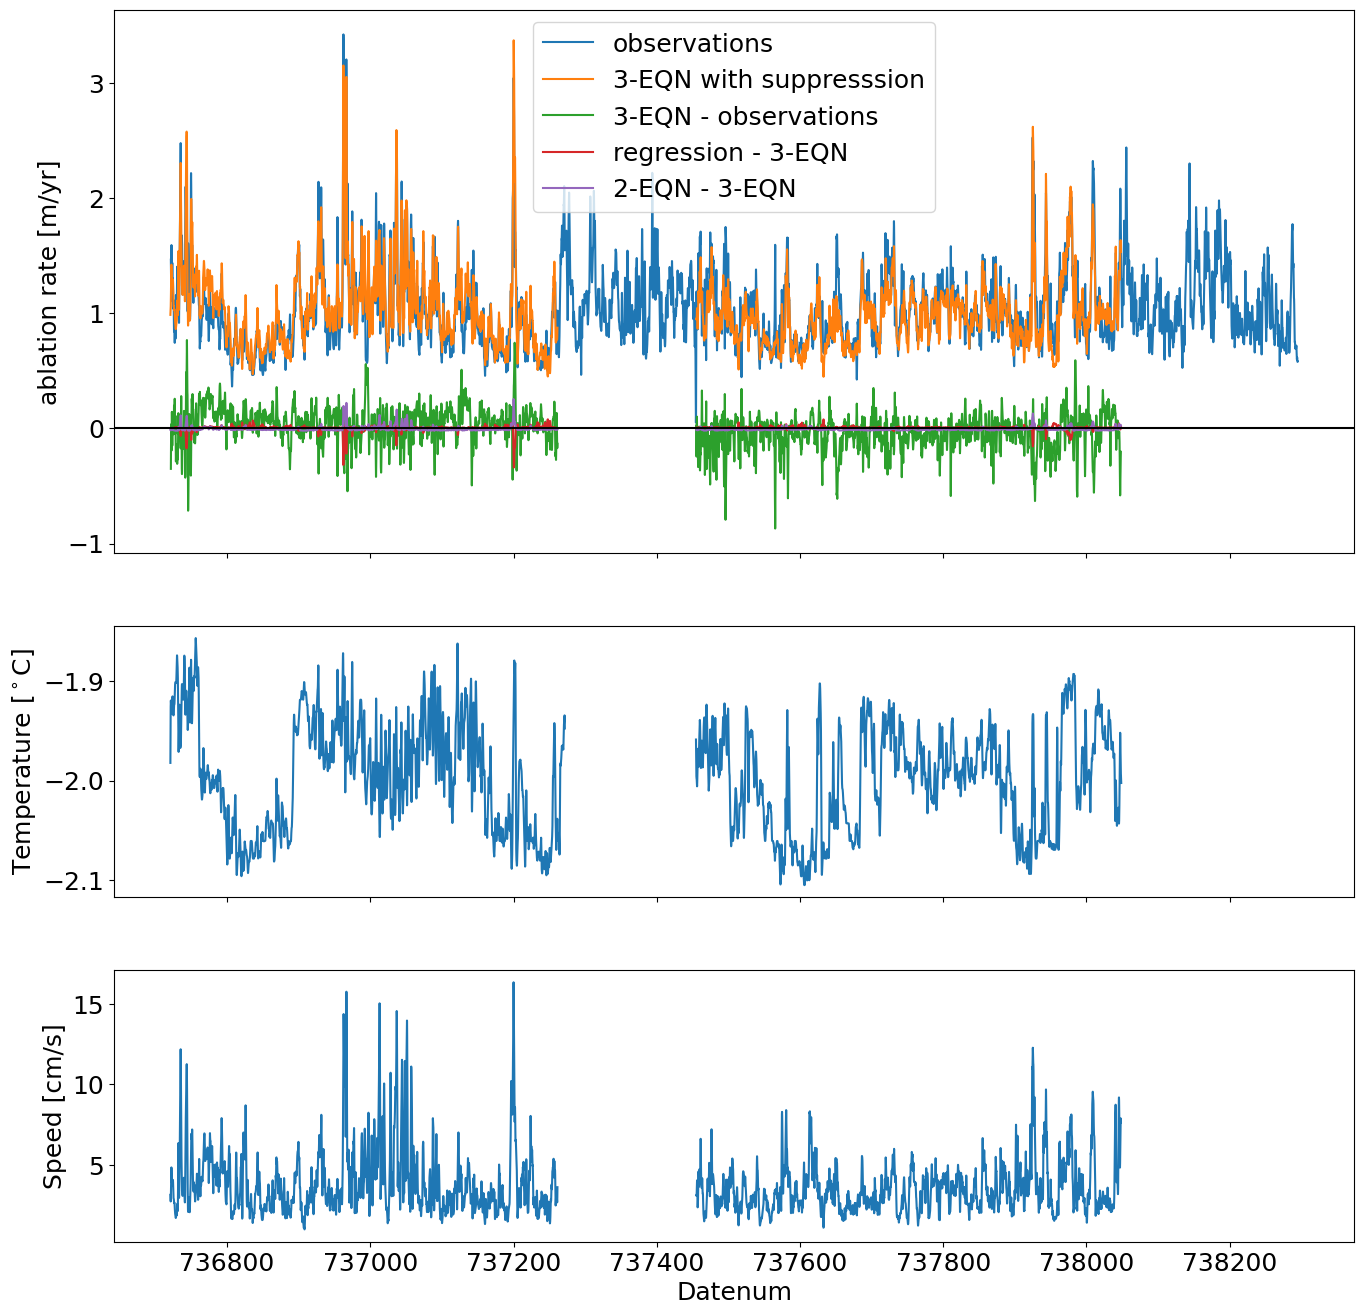 observations
3-EQN with suppresssion
3-EQN - observations
regression - 3-EQN
2-EQN - 3-EQN
ablation rate [m/yr]
3
2
1
0
−1
Temperature [°C]
−1.9
−2.0
−2.1
Speed [cm/s]
15
10
5
736800 737000 737200 737400 737600 737800 738000 738200
Datenum